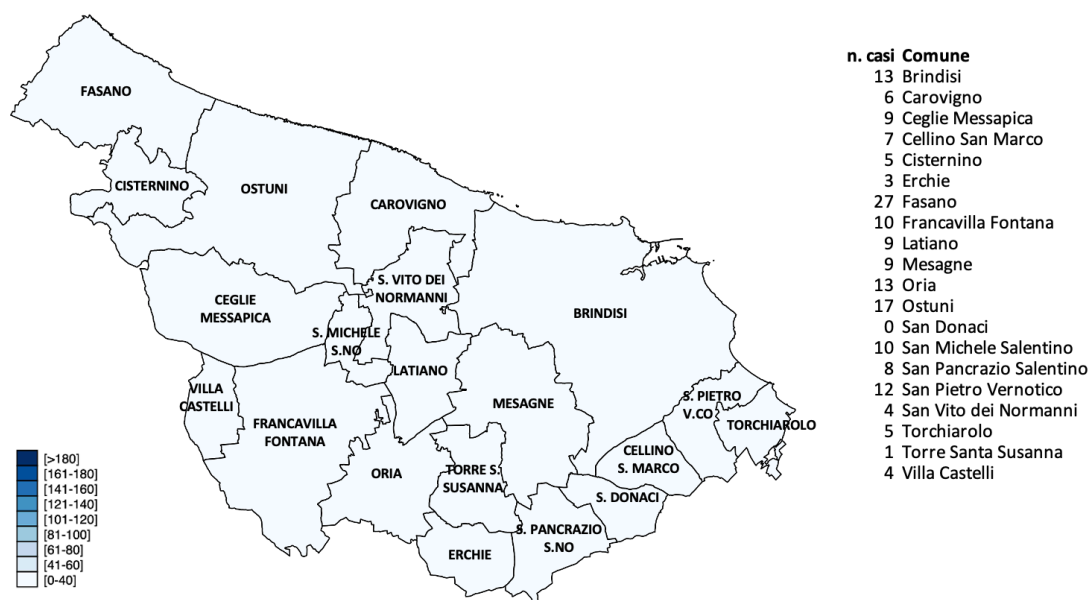 n. casi Comune
13 Brindisi
6 Carovigno
9 Ceglie Messapica
7 Cellino San Marco
5 Cisternino
3 Erchie
27 Fasano
10 Francavilla Fontana
9 Latiano
9 Mesagne
13 Oria
17 Ostuni
0 San Donaci
10 San Michele Salentino
8 San Pancrazio Salentino
12 San Pietro Vernotico
4 San Vito dei Normanni
5 Torchiarolo
1 Torre Santa Susanna
4 Villa Castelli
FASANO
CISTERNINO
OSTUNI
CAROVIGNO
S. VITO DEI
NORMANNI
CEGLIE
MESSAPICA
BRINDISI
S. MICHELE
S.NO
LATIANO
VILLA
CASTELLI
MESAGNE
S. PIETRO
V.CO
TORCHIAROLO
FRANCAVILLA
FONTANA
CELLINO
S. MARCO
ORIA
TORRE S.
SUSANNA
S. DONACI
S. PANCRAZIO
S.NO
ERCHIE
[>180]
[161-180]
[141-160]
[121-140]
[101-120]
[81-100]
[61-80]
[41-60]
[0-40]